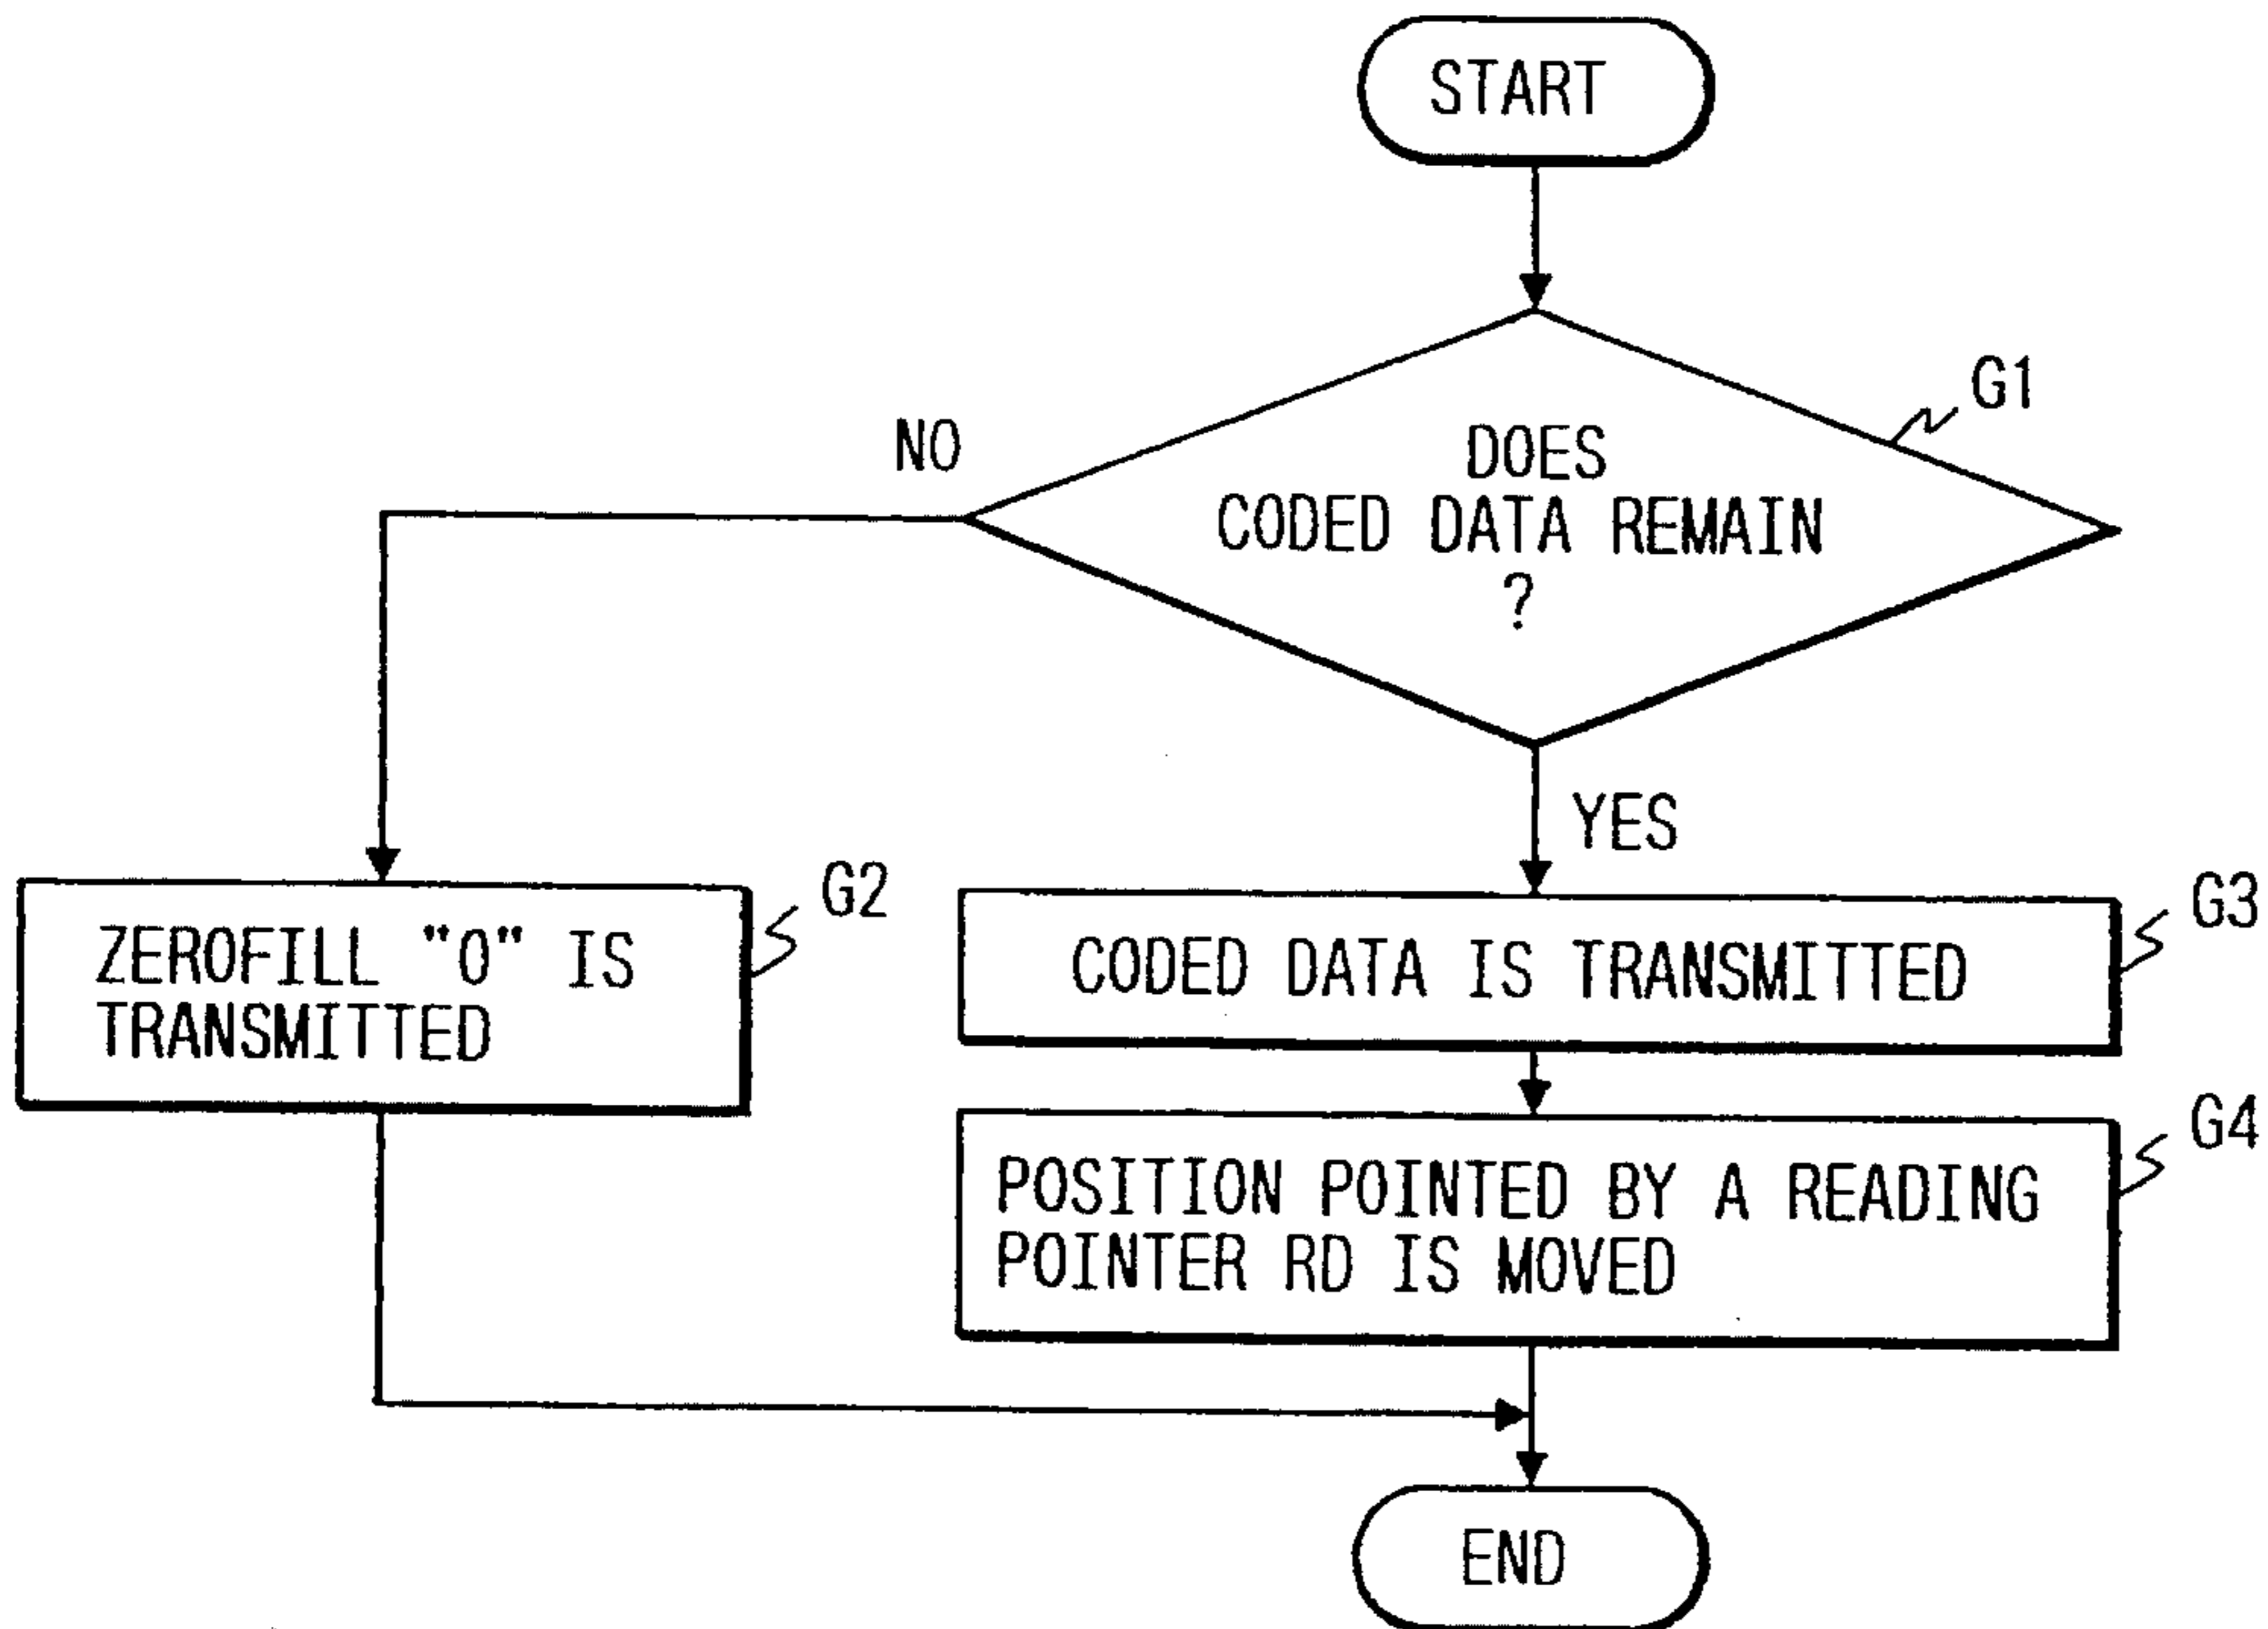 START
G1
NO
DOES
CODED DATA REMAIN
?
YES
G2
ZEROFILL "0" IS
TRANSMITTED
G3
CODED DATA IS TRANSMITTED
G4
POSITION POINTED BY A READING
POINTER RD IS MOVED
END